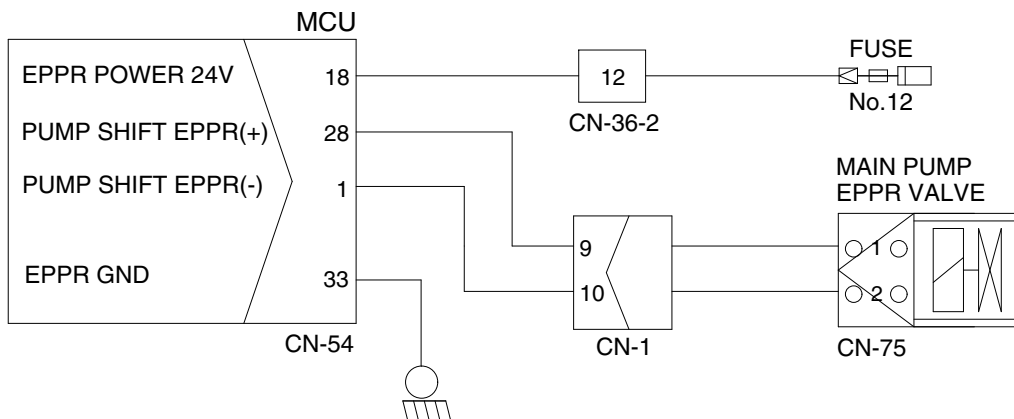 MCU
EPPR POWER 24V
18
12
CN-36-2
FUSE
No.12
PUMP SHIFT EPPR(+)
28
PUMP SHIFT EPPR(-)
1
MAIN PUMP
EPPR VALVE
9
10
CN-1
1
2
CN-75
EPPR GND
33
CN-54